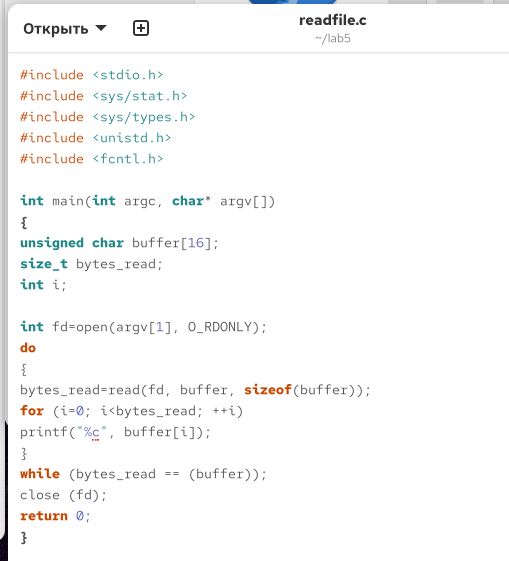 Открыть
readfile.c
~/lab5
#include <stdio.h>
#include <sys/stat.h>
#include <sys/types.h>
#include <unistd.h>
#include <fcntl.h>
int main(int argc, char* argv[])
{
unsigned char buffer[16];
size_t bytes_read;
int i;
int fd=open(argv[1], O_RDONLY);
do
{
bytes_read=read(fd, buffer, sizeof(buffer));
for (i=0; i<bytes_read; ++i)
printf("%c", buffer[i]);
}
while (bytes_read == (buffer));
close (fd);
return 0;
}